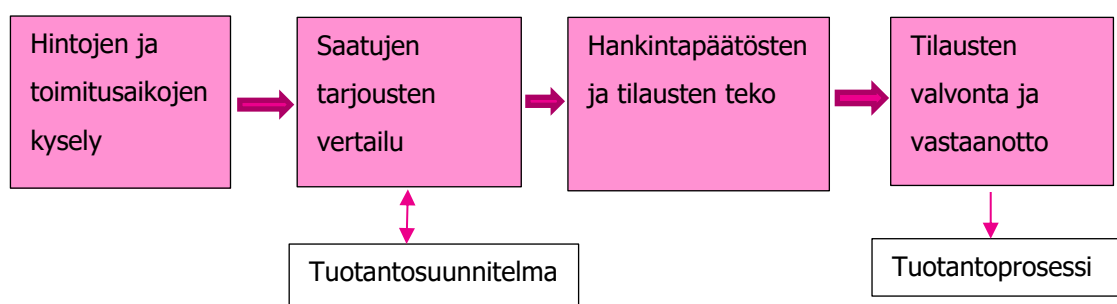 Hintojen ja
toimitusaikojen
kysely
Saatujen
tarjousten
vertailu
Hankintapäätösten
ja tilausten teko
Tilausten
valvonta ja
vastaanotto
Tuotantosuunnitelma
Tuotantoprosessi